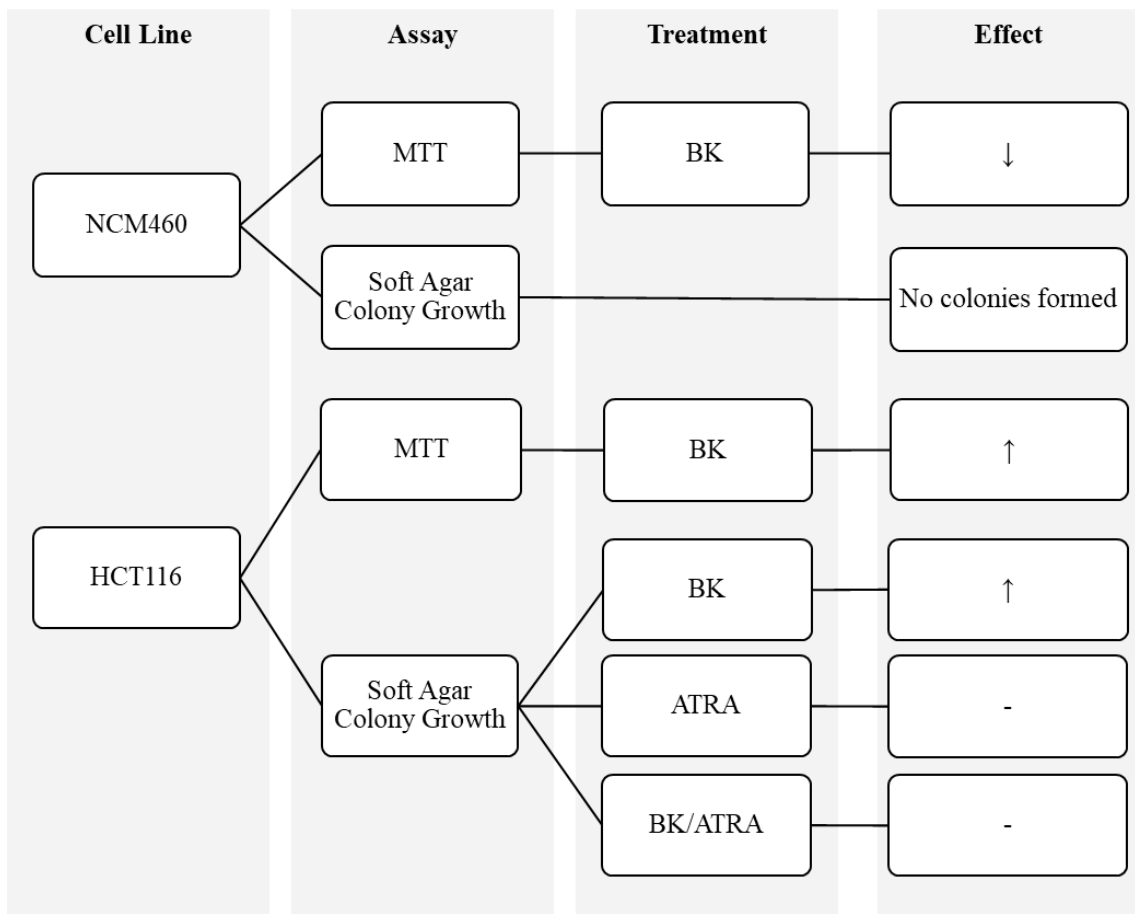 Cell Line
Assay
Treatment
Effect
NCM460
MTT
BK
↓
Soft Agar
Colony Growth
No colonies formed
HCT116
MTT
BK
↑
Soft Agar
Colony Growth
BK
↑
ATRA
-
BK/ATRA
-